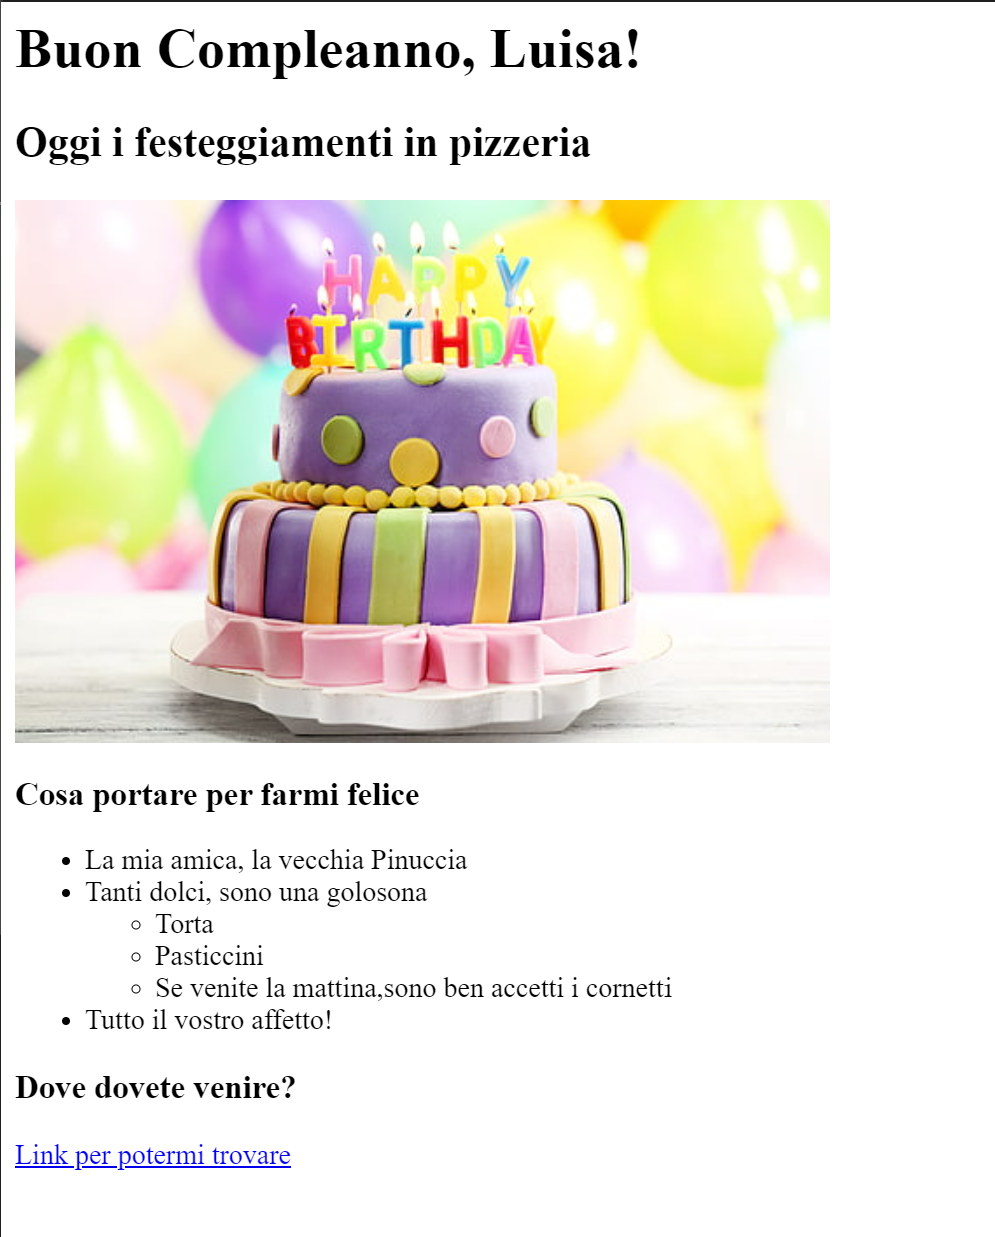 Buon Compleanno, Luisa!
Oggi i festeggiamenti in pizzeria
HAPPY
BIRTHDAY
Cosa portare per farmi felice
La mia amica, la vecchia Pinuccia
Tanti dolci, sono una golosona
Torta
Pasticcini
Se venite la mattina,sono ben accetti i cornetti
Tutto il vostro affetto!
Dove dovete venire?
Link per potermi trovare